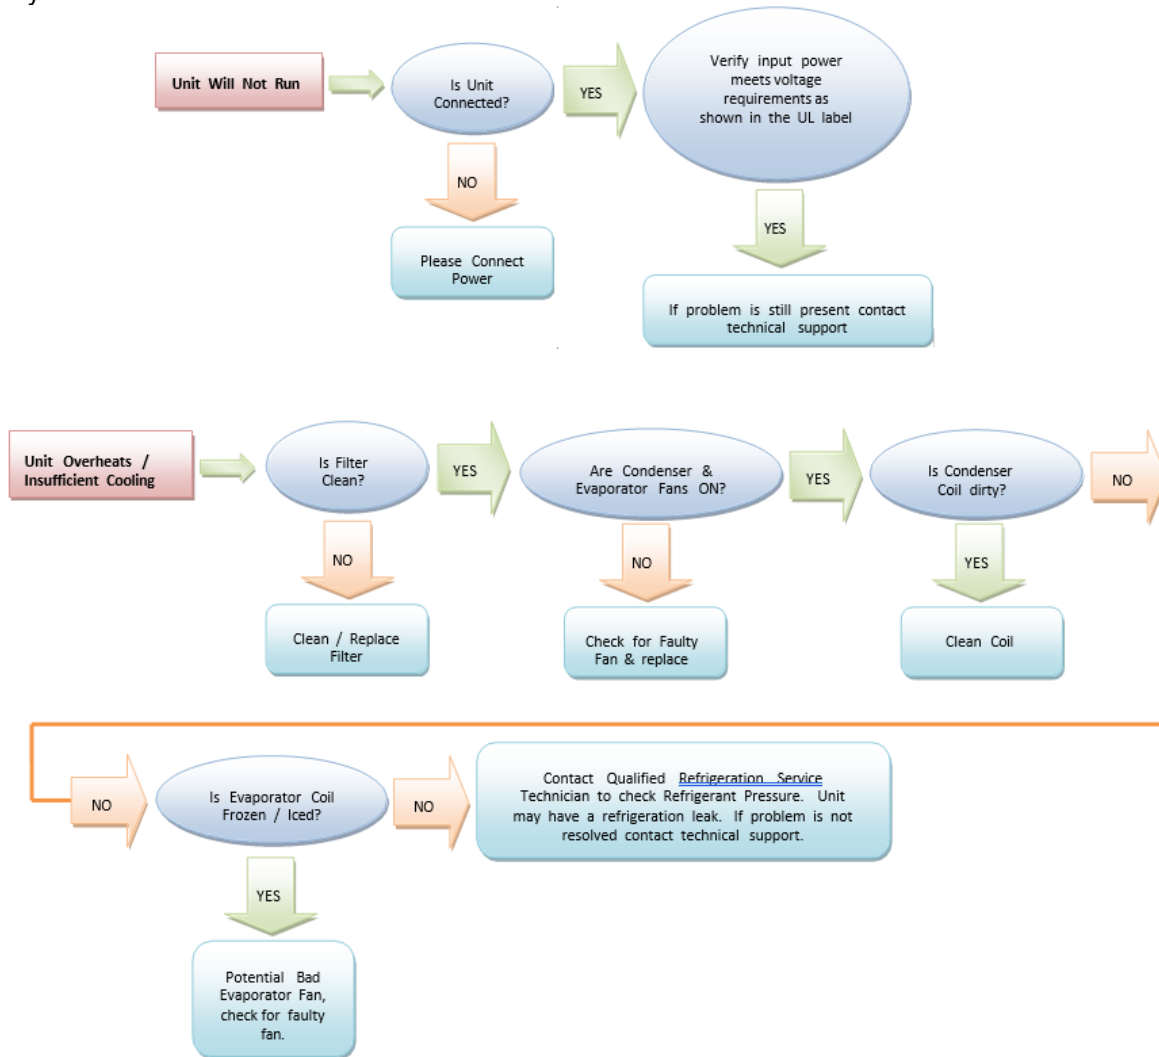 y
Unit Will Not Run
Is Unit
Connected?
YES
Verify input power
meets voltage
requirements as
shown in the UL label
NO
Please Connect
Power
YES
If problem is still present contact
technical support
Unit Overheats /
Insufficient Cooling
Is Filter
Clean?
YES
Are Condenser &
Evaporator Fans ON?
YES
Is Condenser
Coil dirty?
NO
NO
Clean / Replace
Filter
NO
Check for Faulty
Fan & replace
YES
Clean Coil
NO
Is Evaporator Coil
Frozen / Iced?
NO
Contact Qualified Refrigeration Service
Technician to check Refrigerant Pressure. Unit
may have a refrigeration leak. If problem is not
resolved contact technical support.
YES
Potential Bad
Evaporator Fan,
check for faulty
fan.